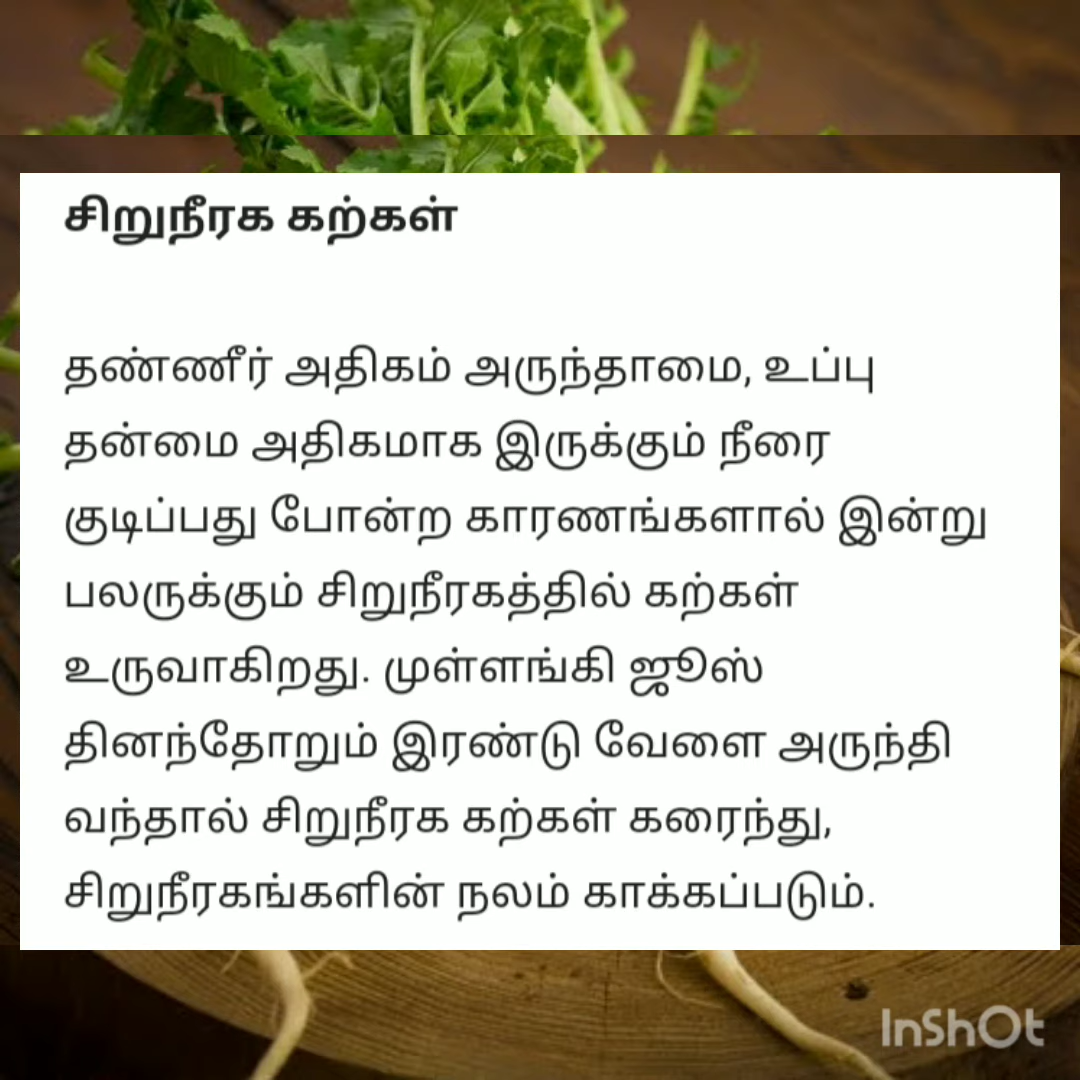 சிறுநீரக கற்கள்
தண்ணீர் அதிகம் அருந்தாமை, உப்பு
தன்மை அதிகமாக இருக்கும் நீரை
குடிப்பது போன்ற காரணங்களால் இன்று
பலருக்கும் சிறுநீரகத்தில் கற்கள்
உருவாகிறது. முள்ளங்கி ஜூஸ்
தினந்தோறும் இரண்டு வேளை அருந்தி
வந்தால் சிறுநீரக கற்கள் கரைந்து,
சிறுநீரகங்களின் நலம் காக்கப்படும்.
InShOt